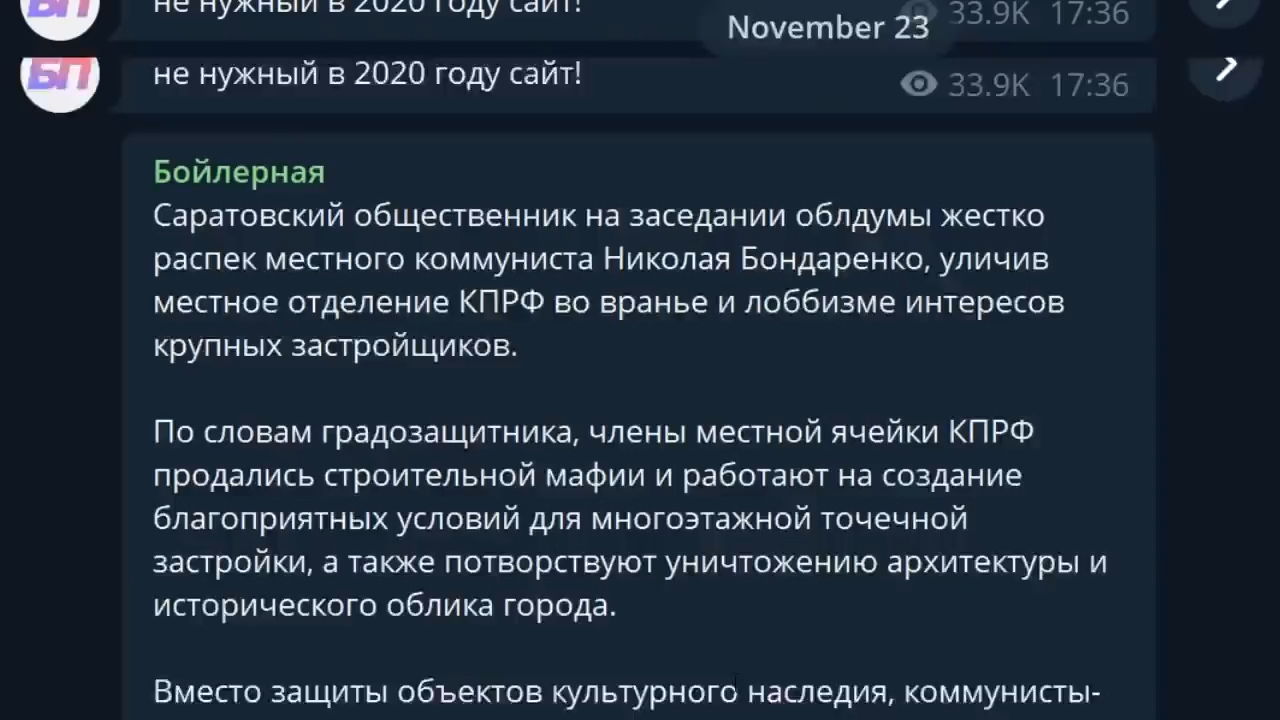 не нужный в 2020 году сайт!
33.9K 17:36
November 23
БП
не нужный в 2020 году сайт!
33.9K 17:36
Бойлерная
Саратовский общественник на заседании облдумы жестко
распек местного коммуниста Николая Бондаренко, уличив
местное отделение КПРФ во вранье и лоббизме интересов
крупных застройщиков.
По словам градозащитника, члены местной ячейки КПРФ
продались строительной мафии и работают на создание
благоприятных условий для многоэтажной точечной
застройки, а также потворствуют уничтожению архитектуры и
исторического облика города.
Вместо защиты объектов культурного наследия, коммунисты-